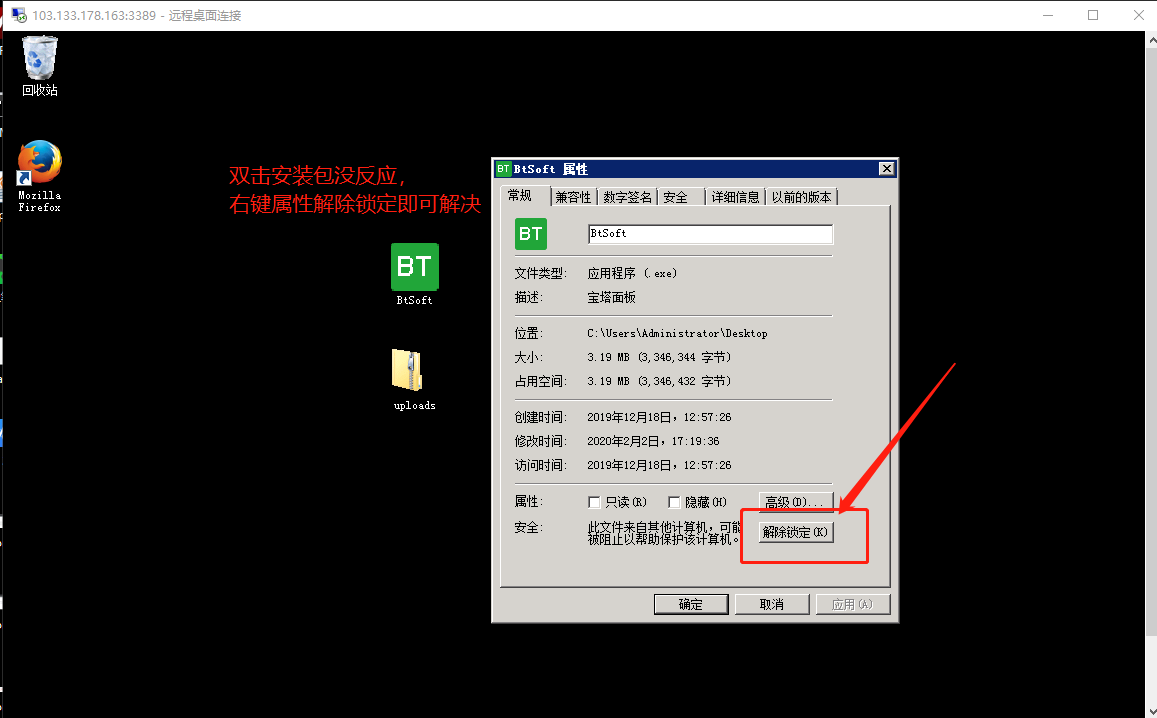 103.133.178.163:3389 - 远程桌面连接
回收站
Mozilla
Firefox
双击安装包没反应，
右键属性解除锁定即可解决
BT
BtSoft
uploads
BT BtSoft 属性
常规 兼容性 数字签名 安全 详细信息 以前的版本
BT
BtSoft
文件类型: 应用程序 (.exe)
描述: 宝塔面板
位置: C:\Users\Administrator\Desktop
大小: 3.19 MB (3,346,344 字节)
占用空间: 3.19 MB (3,346,432 字节)
创建时间: 2019年12月18日，12:57:26
修改时间: 2020年2月2日，17:19:36
访问时间: 2019年12月18日，12:57:26
属性: 只读(R) 隐藏(H) 高级(D)...
安全: 此文件来自其他计算机，可能
被阻止以帮助保护该计算机。
解除锁定(K)
确定 取消 应用(A)